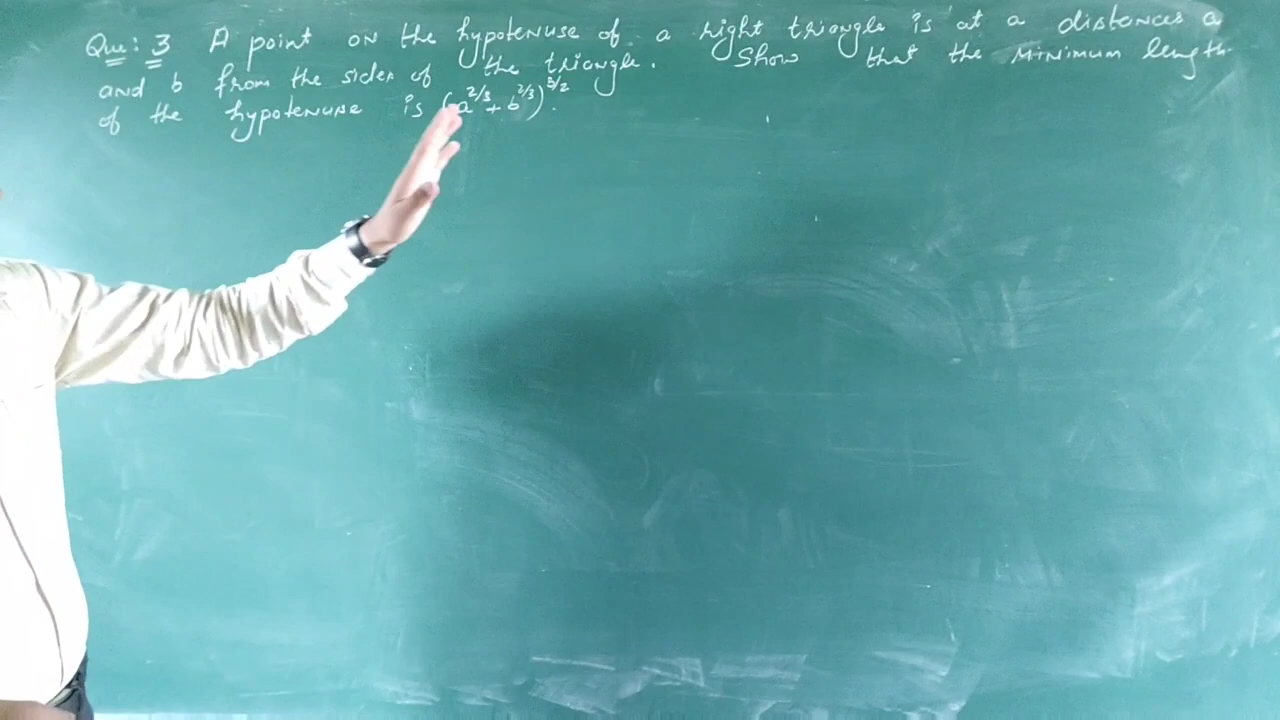 Que: 3 A point on the hypotenuse of a right triangle is at a distances a
and b from the sides of the triangle. Show that the minimum length
of the hypotenuse is (a^{2/3} + b^{2/3})^{3/2}.